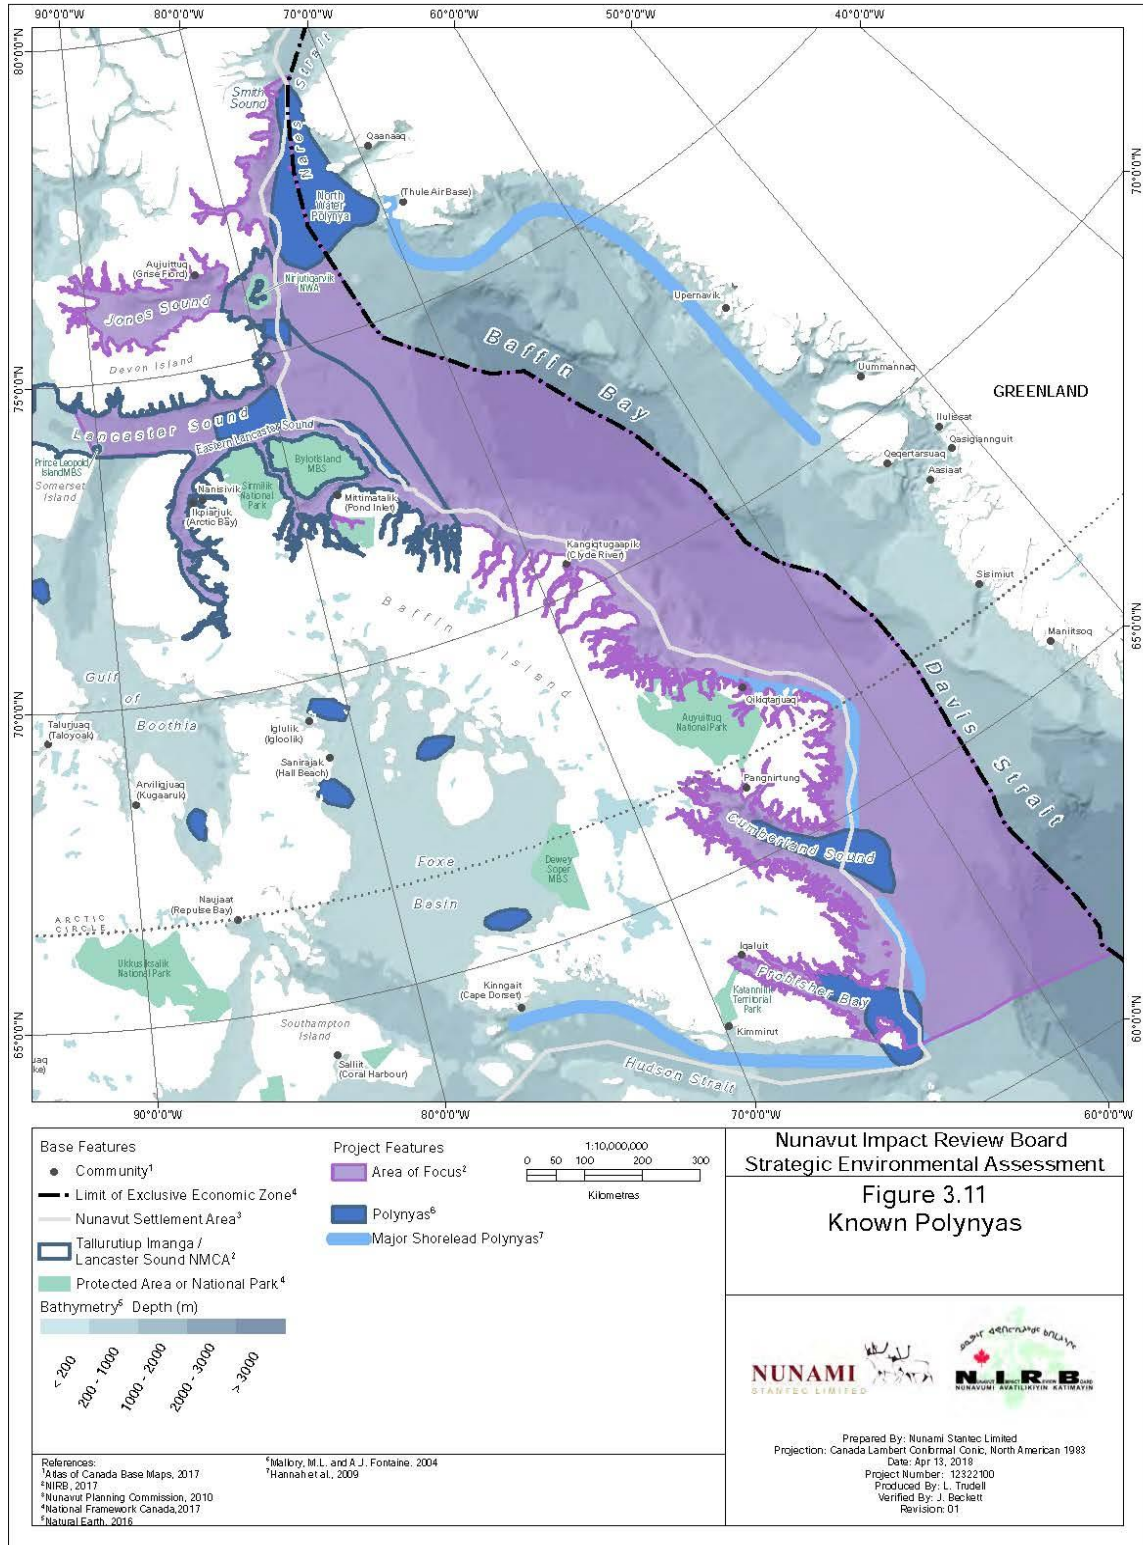 90°0'0"W
80°0'0"W
70°0'0"W
60°0'0"W
50°0'0"W
40°0'0"W
80°0'0"N
75°0'0"N
70°0'0"N
65°0'0"N
70°0'0"N
65°0'0"N
60°0'0"N
90°0'0"W
80°0'0"W
70°0'0"W
60°0'0"W
Smith
Sound
Nares Strait
Qaanaaq
(Thule Air Base)
North
Water
Polynya
Aujuittuq
(Grise Fiord)
Nirjutiqarvik
NWA
Jones Sound
Devon Island
Upernavik
Baffin Bay
Uummannaq
GREENLAND
Ilulissat
Qasigiannguit
Qeqertarsuaq
Aasiaat
Lancaster Sound
Eastern Lancaster Sound
Prince Leopold
Island MBS
Somerset
Island
Bylot Island
MBS
Nanisivik
Sirmilik
National
Park
Mittimatalik
(Pond Inlet)
Ikpiarjuk
(Arctic Bay)
Kangiqtugaapik
(Clyde River)
Sisimiut
Maniitsoq
Baffin Island
Davis Strait
Gulf
of
Boothia
Qikiqtarjuaq
Auyuittuq
National Park
Talurjuaq
(Taloyoak)
Iglulik
(Igloolik)
Sanirajak
(Hall Beach)
Arviligjuaq
(Kugaaruk)
Pangnirtung
Cumberland Sound
Foxe
Basin
Dewey
Soper
MBS
Naujaat
(Repulse Bay)
ARCTIC
CIRCLE
Ukkusiksalik
National Park
Iqaluit
Frobisher Bay
Katannilik
Territorial
Park
Kinngait
(Cape Dorset)
Kimmirut
Southampton
Island
Salliit
(Coral Harbour)
Hudson Strait
Base Features
Community¹
Limit of Exclusive Economic Zone⁴
Nunavut Settlement Area³
Tallurutiup Imanga /
Lancaster Sound NMCA²
Protected Area or National Park⁴
Bathymetry⁵ Depth (m)
< 200
200 - 1000
1000 - 2000
2000 - 3000
> 3000
Project Features
Area of Focus²
Polynyas⁶
Major Shorelead Polynyas⁷
1:10,000,000
0 50 100 200 300
Kilometres
Nunavut Impact Review Board
Strategic Environmental Assessment
Figure 3.11
Known Polynyas
NUNAMI
STANTEC LIMITED
N.I.R.B
NUNAVUT IMPACT REVIEW BOARD
NUNAVUMI AVATILIKIYIN KATIMAYIN
Prepared By: Nunami Stantec Limited
Projection: Canada Lambert Conformal Conic, North American 1983
Date: Apr 13, 2018
Project Number: 12322100
Produced By: L. Trudell
Verified By: J. Beckett
Revision: 01
References:
¹Atlas of Canada Base Maps, 2017
²NIRB, 2017
³Nunavut Planning Commission, 2010
⁴National Framework Canada,2017
⁵Natural Earth, 2016
⁶Mallory, M.L. and A.J. Fontaine. 2004
⁷Hannah et al., 2009